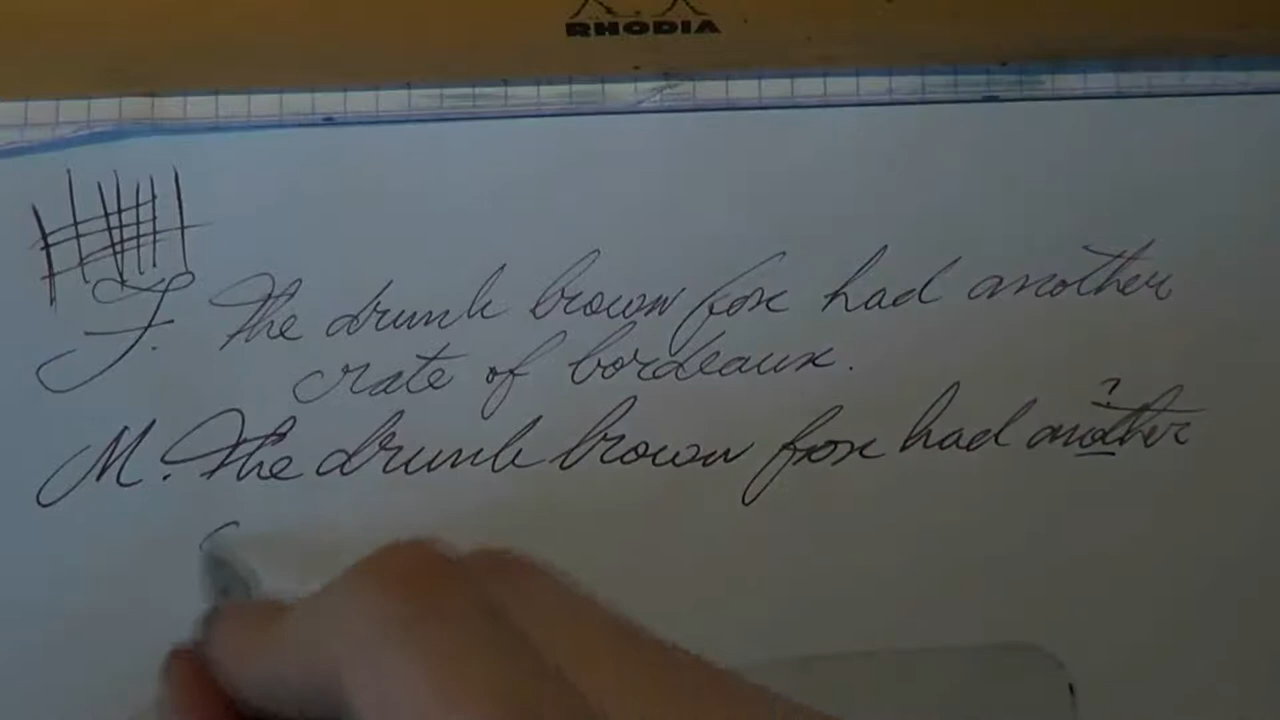 RHODIA
F. The drunk brown fox had another
crate of bordeaux.
?
M. The drunk brown fox had another